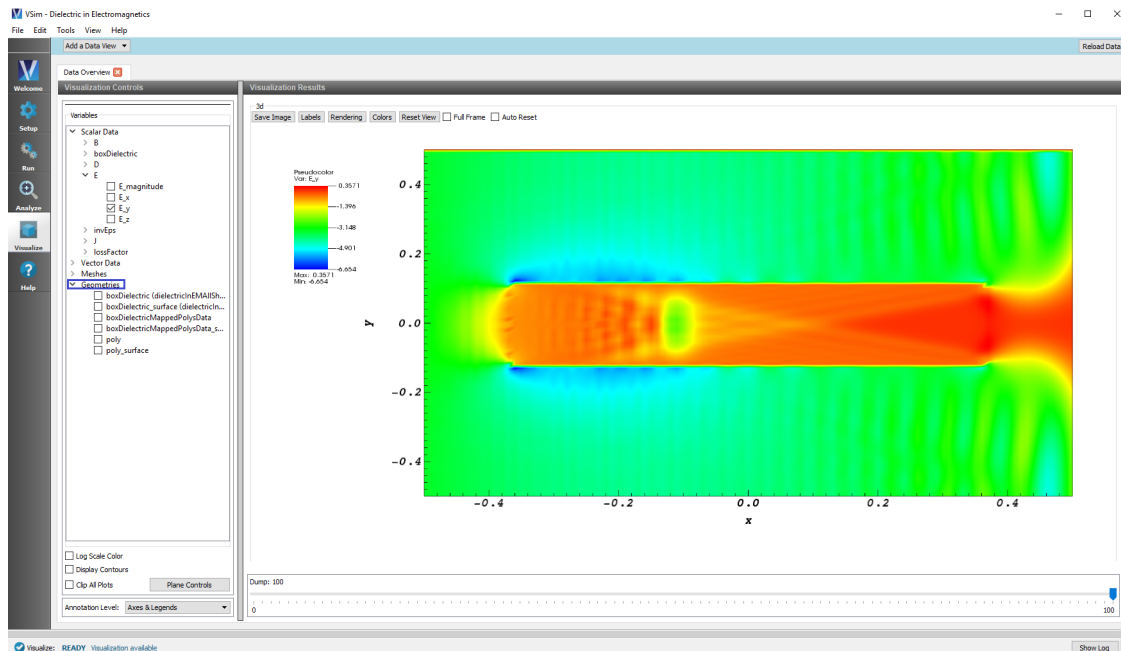 VSim - Dielectric in Electromagnetics
File Edit Tools View Help
Add a Data View
Reload Data
Welcome
Setup
Run
Analyze
Visualize
Help
Data Overview
Visualization Controls
Variables
Scalar Data
B
boxDielectric
D
E
E_magnitude
E_x
E_y
E_z
invEps
J
lossFactor
Vector Data
Meshes
Geometries
boxDielectric (dielectricInEMAllSh...
boxDielectric_surface (dielectricIn...
boxDielectricMappedPolysData
boxDielectricMappedPolysData_s...
poly
poly_surface
Log Scale Color
Display Contours
Clip All Plots Plane Controls
Annotation Level: Axes & Legends
Visualization Results
3d
Save Image Labels Rendering Colors Reset View Full Frame Auto Reset
Pseudocolor
Var: E_y
0.3571
-1.396
-3.148
-4.901
-6.654
Max: 0.3571
Min: -6.654
0.4
0.2
0.0
-0.2
-0.4
y
-0.4 -0.2 0.0 0.2 0.4
x
Dump: 100
0 100
Visualize: READY Visualization available
Show Log